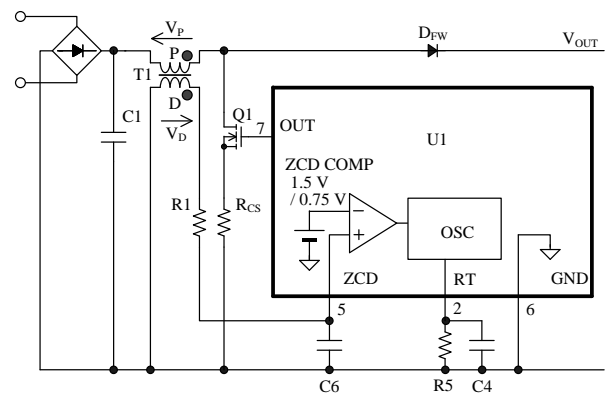 V_P
D_FW
V_OUT
P
T1
D
V_D
C1
Q1
7
OUT
U1
ZCD COMP
1.5 V
/ 0.75 V
R1
R_CS
−
+
OSC
ZCD
RT
GND
5
2
6
C6
R5
C4